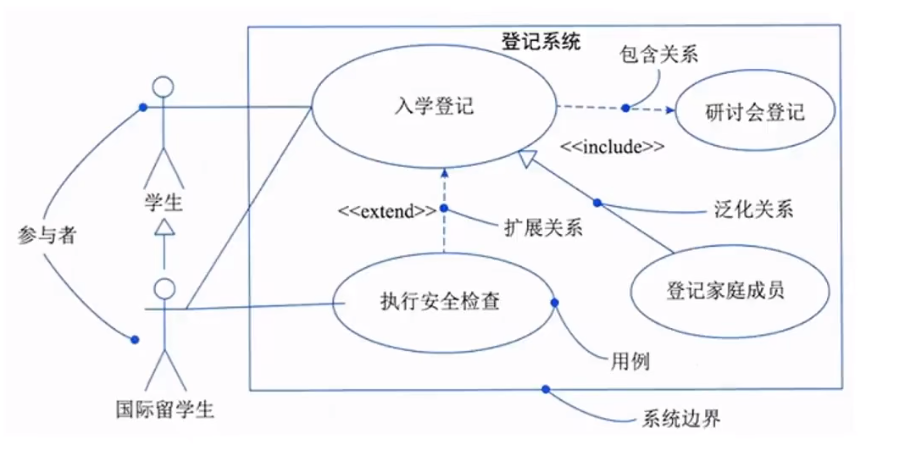 登记系统
包含关系
入学登记
研讨会登记
<<include>>
学生
<<extend>>
扩展关系
泛化关系
参与者
执行安全检查
登记家庭成员
用例
国际留学生
系统边界